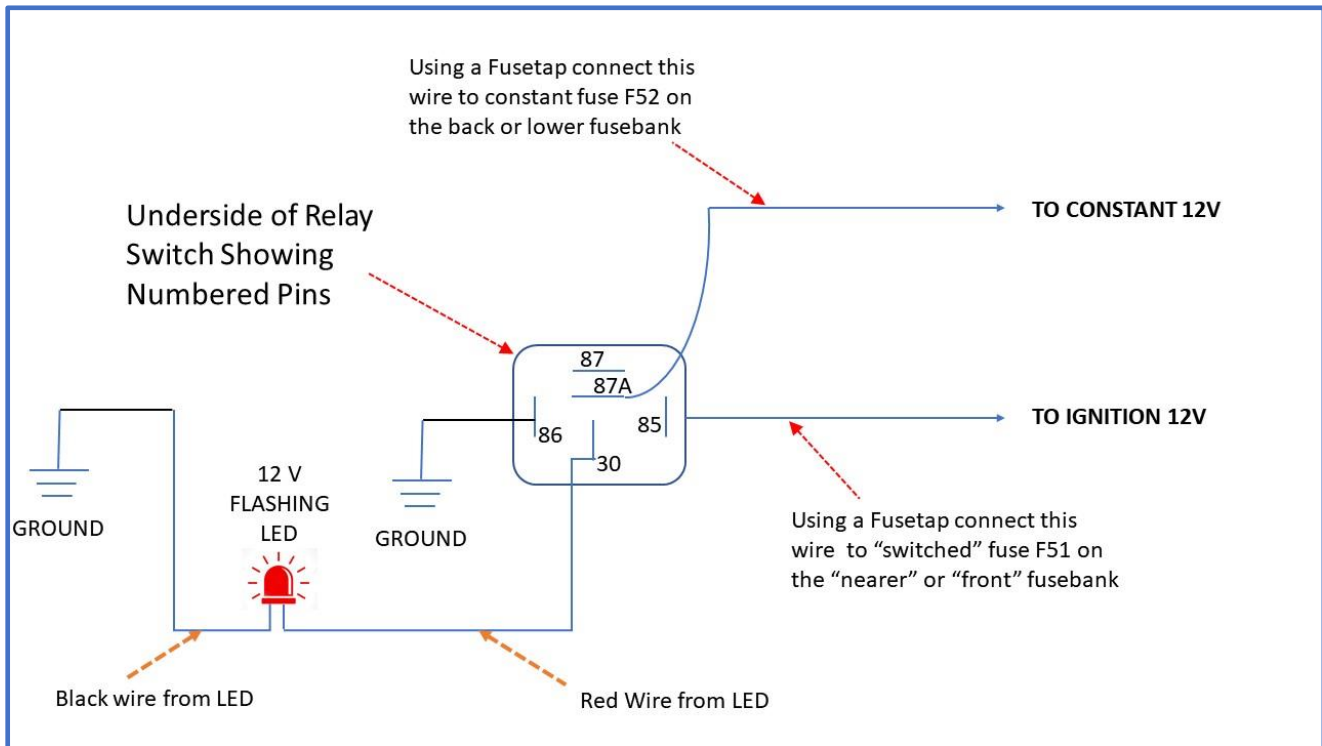 Using a Fusetap connect this
wire to constant fuse F52 on
the back or lower fusebank
TO CONSTANT 12V
Underside of Relay
Switch Showing
Numbered Pins
87
87A
86
85
30
TO IGNITION 12V
GROUND
12 V
FLASHING
LED
GROUND
Using a Fusetap connect this
wire to “switched” fuse F51 on
the “nearer” or “front” fusebank
Black wire from LED
Red Wire from LED